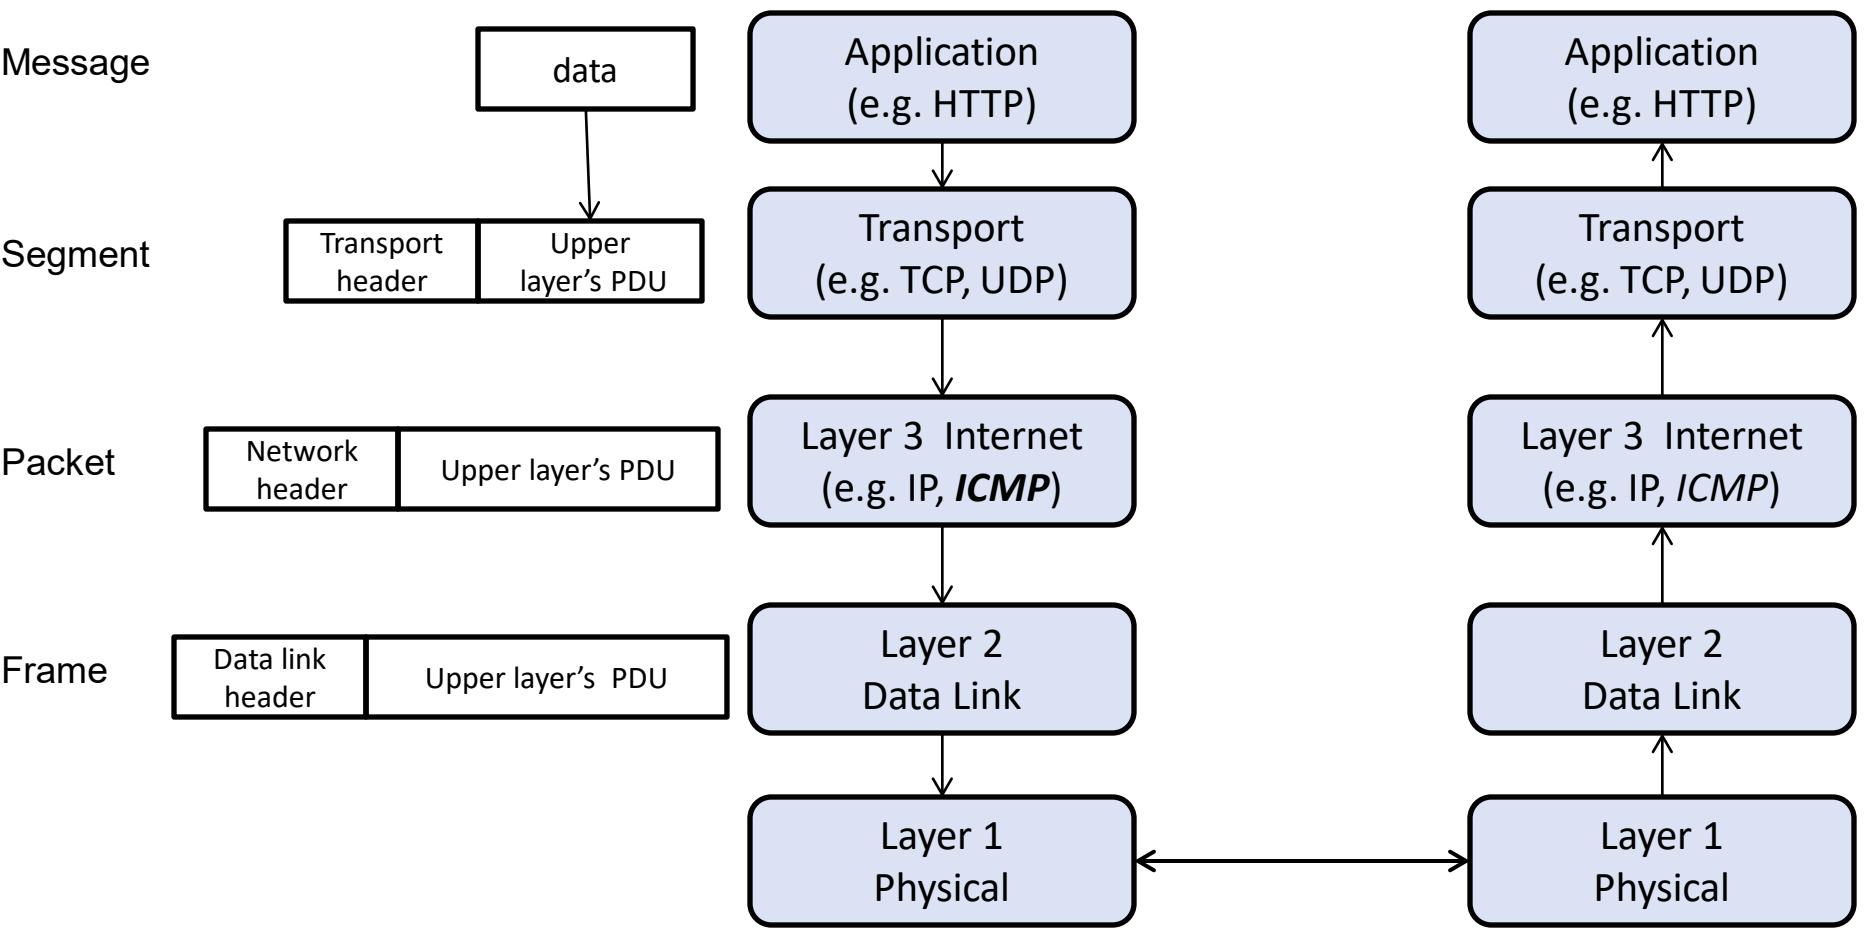 Message
data
Application
(e.g. HTTP)
Application
(e.g. HTTP)
Segment
Transport
header
Upper
layer’s PDU
Transport
(e.g. TCP, UDP)
Transport
(e.g. TCP, UDP)
Packet
Network
header
Upper layer’s PDU
Layer 3  Internet
(e.g. IP, ICMP)
Layer 3  Internet
(e.g. IP, ICMP)
Frame
Data link
header
Upper layer’s  PDU
Layer 2
Data Link
Layer 2
Data Link
Layer 1
Physical
Layer 1
Physical